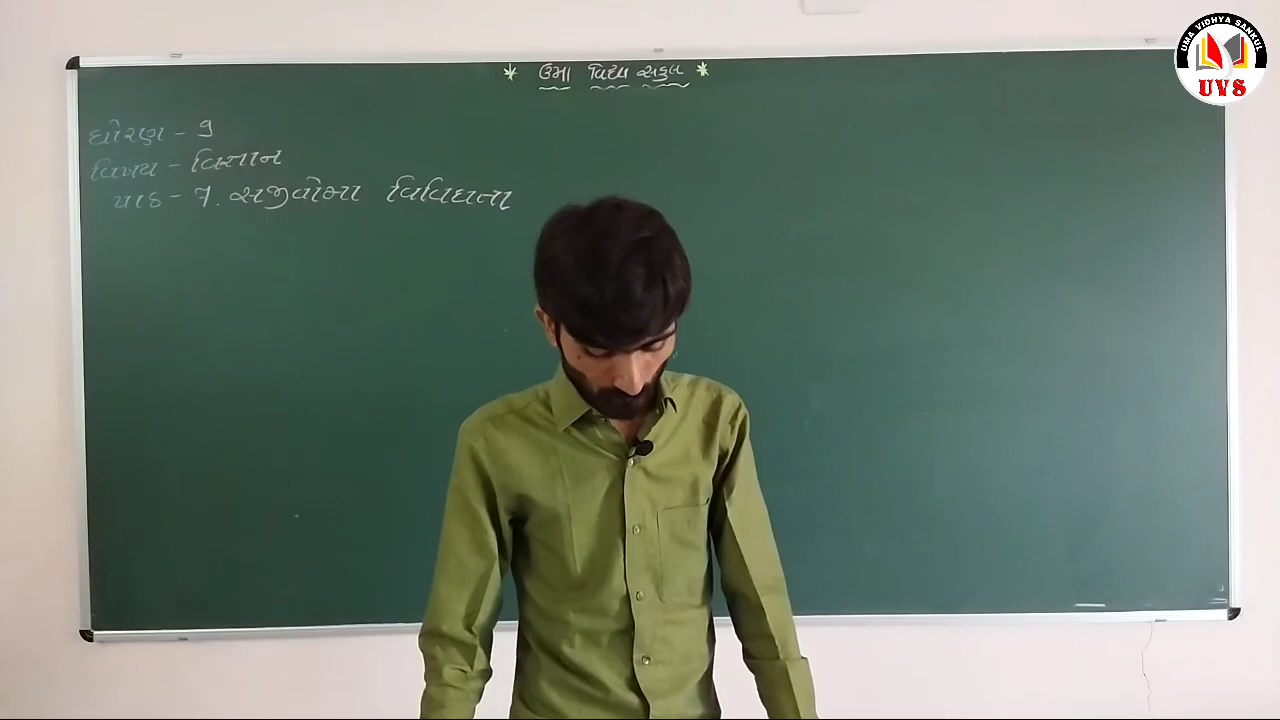 * ઉમા વિદ્યા સંકુલ *
ધોરણ - 9
વિષય - વિજ્ઞાન
પાઠ - 7. સજીવોમાં વિવિધતા
UMA VIDHYA SANKUL
UVS